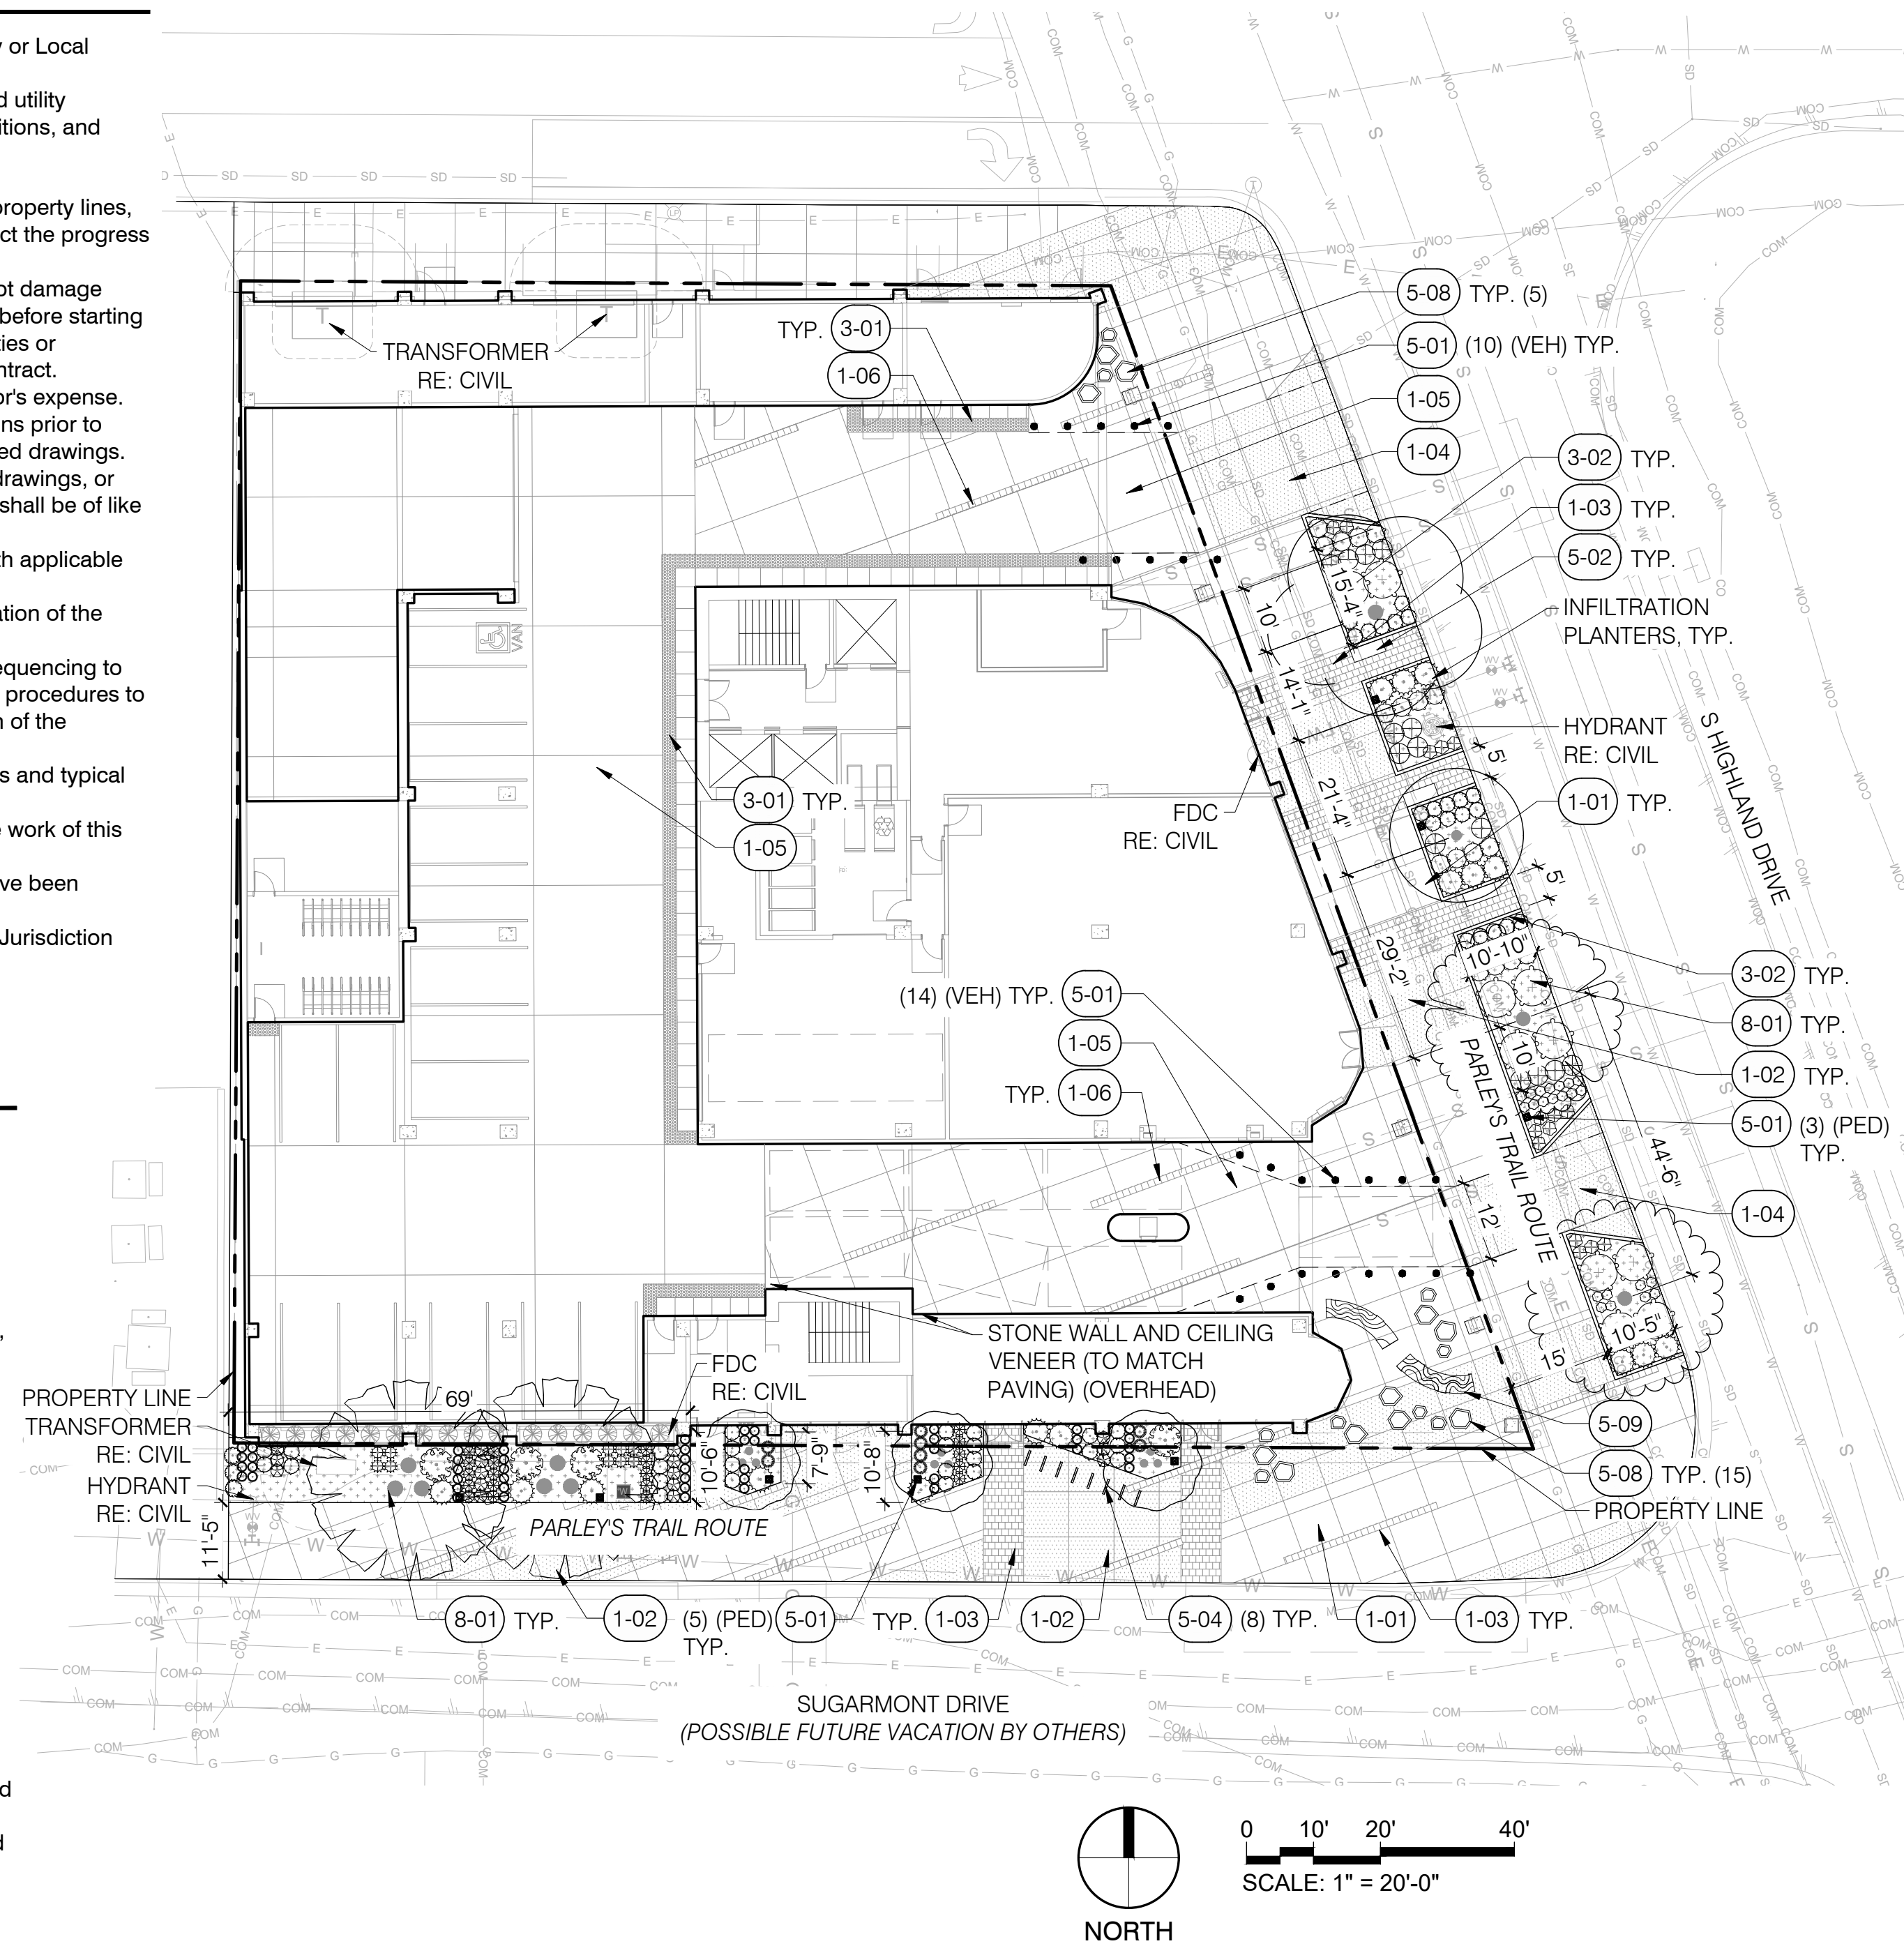 y or Local
d utility
itions, and
property lines,
ct the progress
ot damage
before starting
ties or
ntract.
or's expense.
ns prior to
ed drawings.
drawings, or
shall be of like
th applicable
ation of the
equencing to
procedures to
n of the
s and typical
e work of this
ve been
Jurisdiction
d
d
TRANSFORMER
RE: CIVIL
TYP. 3-01
1-06
5-08 TYP. (5)
5-01 (10) (VEH) TYP.
1-05
1-04
3-02 TYP.
1-03 TYP.
5-02 TYP.
INFILTRATION
PLANTERS, TYP.
HYDRANT
RE: CIVIL
1-01 TYP.
S HIGHLAND DRIVE
15'-4"
10'
14'-1"
21'-4"
5'
5'
29'-2"
10'-10"
10'
VAN
3-01 TYP.
1-05
FDC
RE: CIVIL
(14) (VEH) TYP. 5-01
1-05
TYP. 1-06
3-02 TYP.
8-01 TYP.
1-02 TYP.
5-01 (3) (PED)
TYP.
1-04
PARLEY'S TRAIL ROUTE
44'-6"
12'
15'
10'-5"
STONE WALL AND CEILING
VENEER (TO MATCH
PAVING) (OVERHEAD)
FDC
RE: CIVIL
PROPERTY LINE
TRANSFORMER
RE: CIVIL
HYDRANT
RE: CIVIL
69'
11'-5"
10'-6"
7'-9"
10'-8"
PARLEY'S TRAIL ROUTE
5-09
5-08 TYP. (15)
PROPERTY LINE
8-01 TYP.
1-02
(5) (PED) 5-01
TYP.
TYP. 1-03
1-02
5-04 (8) TYP.
1-01
1-03 TYP.
SUGARMONT DRIVE
(POSSIBLE FUTURE VACATION BY OTHERS)
0 10' 20' 40'
SCALE: 1" = 20'-0"
NORTH